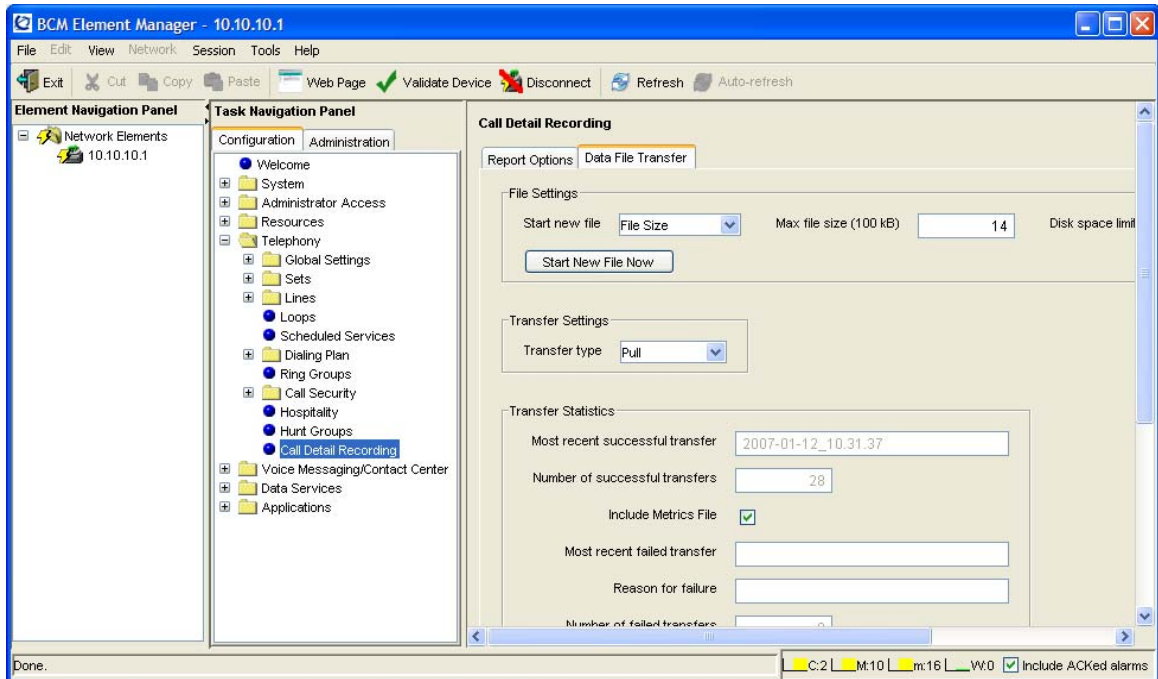 BCM Element Manager - 10.10.10.1
File Edit View Network Session Tools Help
Exit Cut Copy Paste Web Page Validate Device Disconnect Refresh Auto-refresh
Element Navigation Panel
Network Elements
10.10.10.1
Task Navigation Panel
Configuration Administration
Welcome
System
Administrator Access
Resources
Telephony
Global Settings
Sets
Lines
Loops
Scheduled Services
Dialing Plan
Ring Groups
Call Security
Hospitality
Hunt Groups
Call Detail Recording
Voice Messaging/Contact Center
Data Services
Applications
Call Detail Recording
Report Options Data File Transfer
File Settings
Start new file File Size Max file size (100 kB) 14 Disk space limit
Start New File Now
Transfer Settings
Transfer type Pull
Transfer Statistics
Most recent successful transfer 2007-01-12_10.31.37
Number of successful transfers 28
Include Metrics File
Most recent failed transfer
Reason for failure
Number of failed transfers
Done.
C:2 M:10 m:16 W:0 Include ACKed alarms